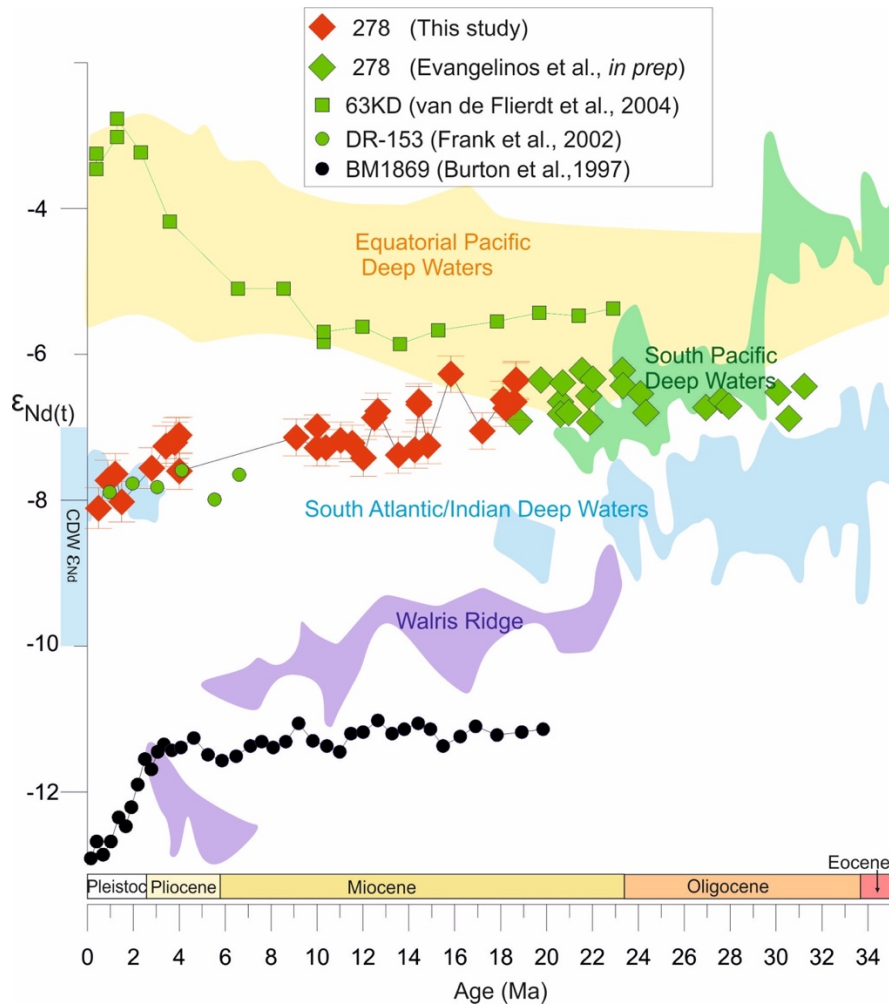 278 (This study)
278 (Evangelinos et al., in prep)
63KD (van de Flierdt et al., 2004)
DR-153 (Frank et al., 2002)
BM1869 (Burton et al.,1997)
-4
Equatorial Pacific
Deep Waters
-6
South Pacific
Deep Waters
εNd(t)
-8
South Atlantic/Indian Deep Waters
CDW εNd
Walris Ridge
-10
-12
Eocene
Pleistoc
Pliocene
Miocene
Oligocene
0 2 4 6 8 10 12 14 16 18 20 22 24 26 28 30 32 34
Age (Ma)